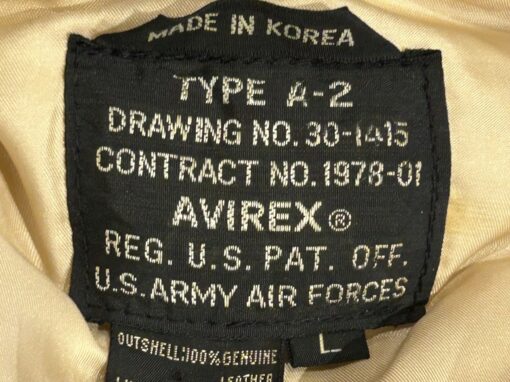 MADE IN KOREA
TYPE A-2
DRAWING NO. 30-1415
CONTRACT NO. 1978-01
AVIREX ®
REG. U.S. PAT. OFF.
U.S. ARMY AIR FORCES
OUTSHELL:100% GENUINE
LEATHER
L